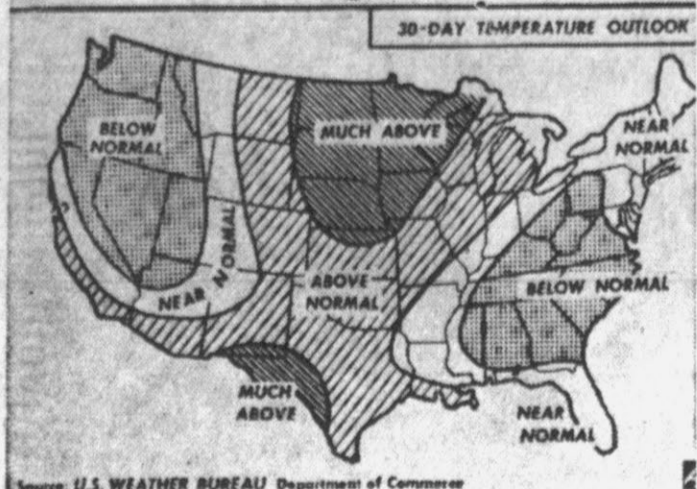 30-DAY TEMPERATURE OUTLOOK
BELOW
NORMAL
MUCH ABOVE
NEAR
NORMAL
NEAR NORMAL
ABOVE
NORMAL
BELOW NORMAL
MUCH
ABOVE
NEAR
NORMAL
Source: U.S. WEATHER BUREAU Department of Commerce